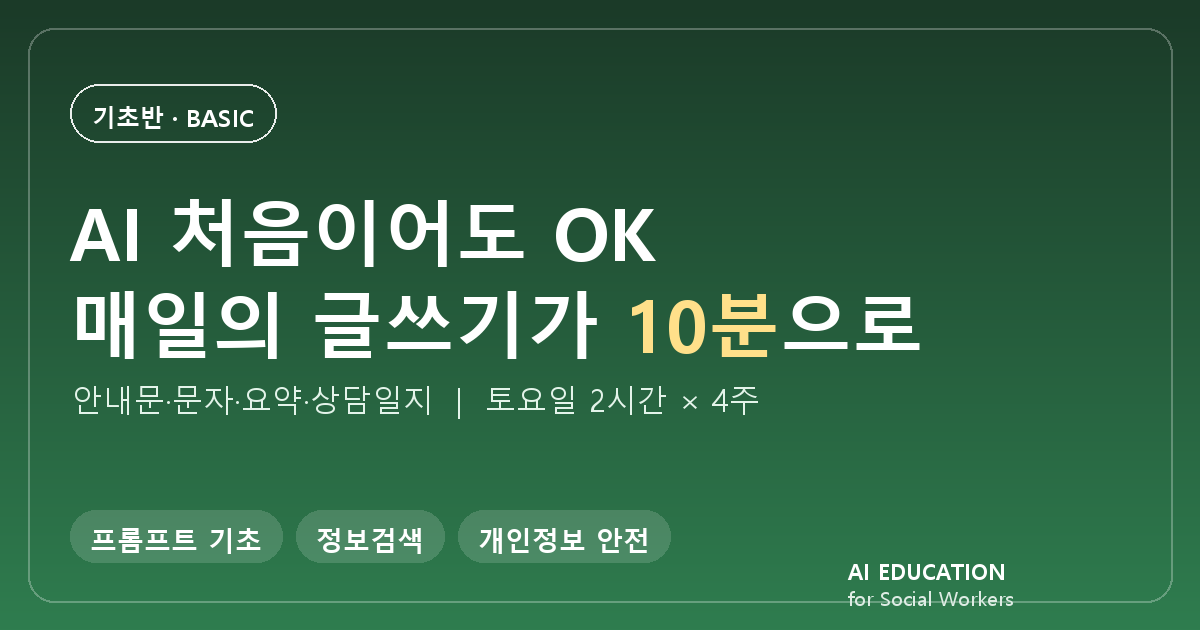 기초반 · BASIC
AI 처음이어도 OK
매일의 글쓰기가 10분으로
안내문·문자·요약·상담일지 | 토요일 2시간 × 4주
프롬프트 기초
정보검색
개인정보 안전
AI EDUCATION
for Social Workers